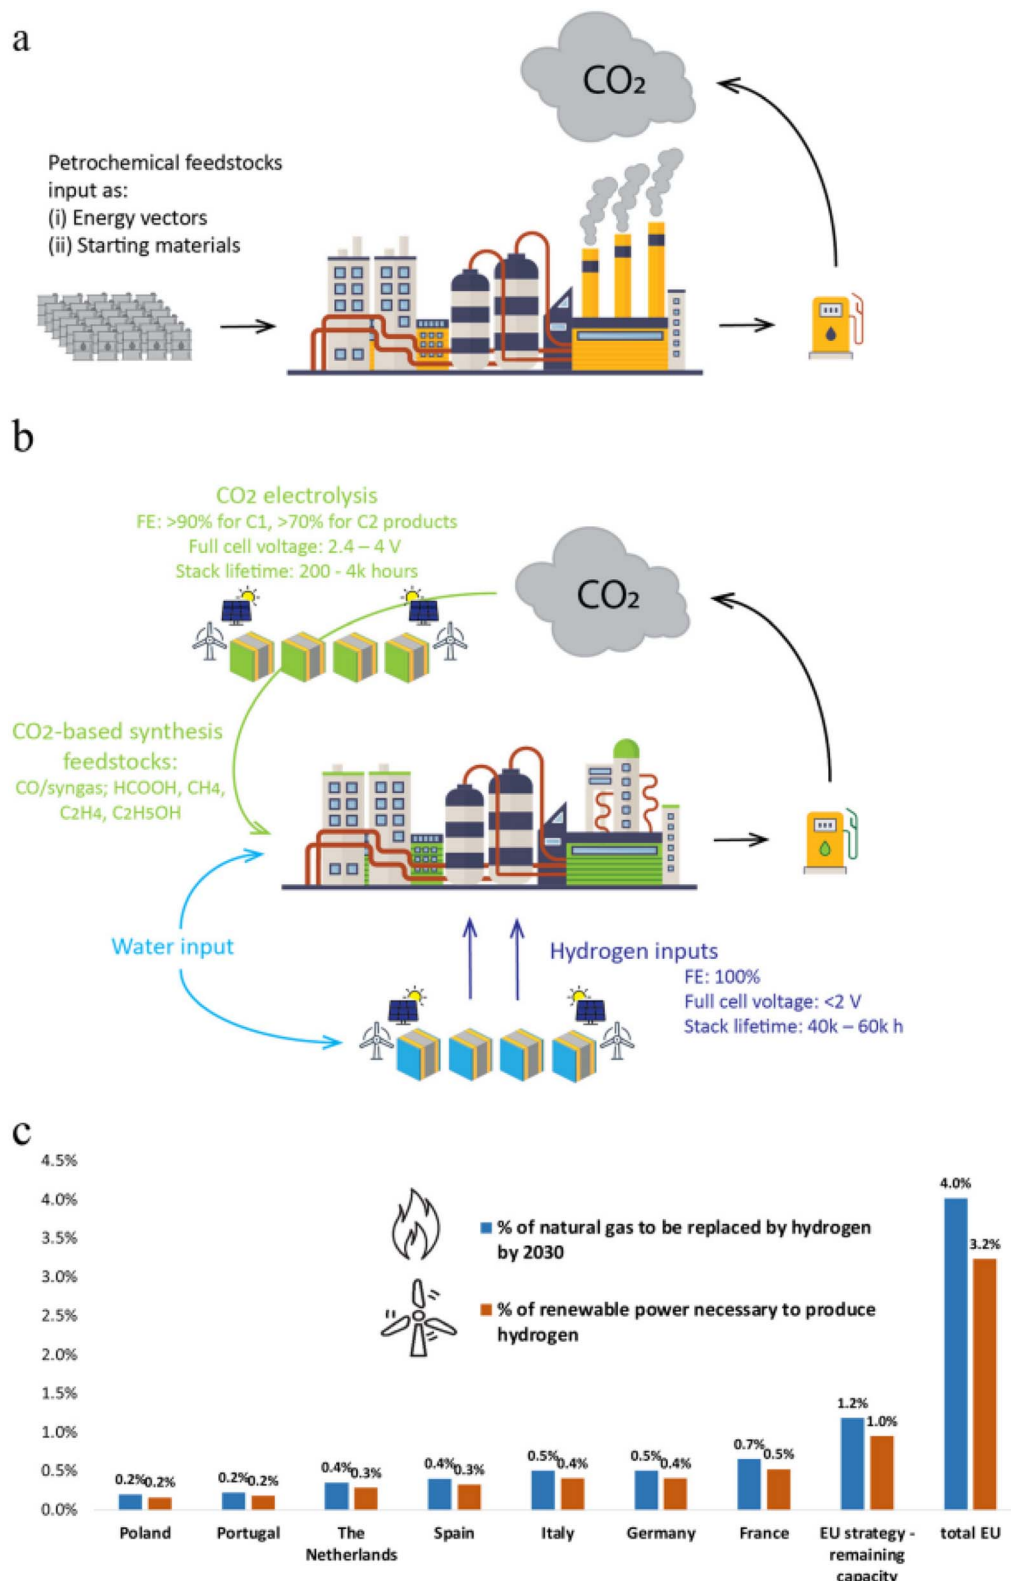 a
CO2
Petrochemical feedstocks
input as:
(i) Energy vectors
(ii) Starting materials
b
CO2 electrolysis
FE: >90% for C1, >70% for C2 products
Full cell voltage: 2.4 – 4 V
Stack lifetime: 200 - 4k hours
CO2
CO2-based synthesis
feedstocks:
CO/syngas; HCOOH, CH4,
C2H4, C2H5OH
Water input
Hydrogen inputs
FE: 100%
Full cell voltage: <2 V
Stack lifetime: 40k – 60k h
c
4.5%
4.0%
3.5%
3.0%
2.5%
2.0%
1.5%
1.0%
0.5%
0.0%
% of natural gas to be replaced by hydrogen
by 2030
% of renewable power necessary to produce
hydrogen
0.2% 0.2%
0.2% 0.2%
0.4% 0.3%
0.4% 0.3%
0.5% 0.4%
0.5% 0.4%
0.7% 0.5%
1.2% 1.0%
4.0% 3.2%
Poland
Portugal
The
Netherlands
Spain
Italy
Germany
France
EU strategy -
remaining
capacity
total EU